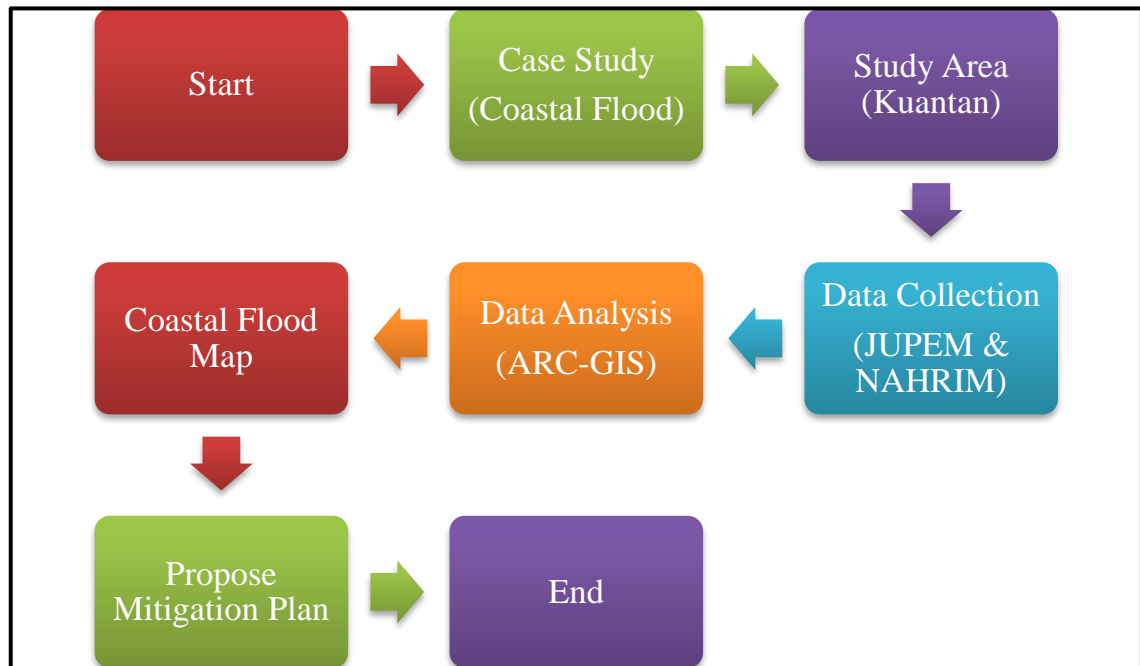 Start
Case Study
(Coastal Flood)
Study Area
(Kuantan)
Data Collection
(JUPEM &
NAHRIM)
Data Analysis
(ARC-GIS)
Coastal Flood
Map
Propose
Mitigation Plan
End